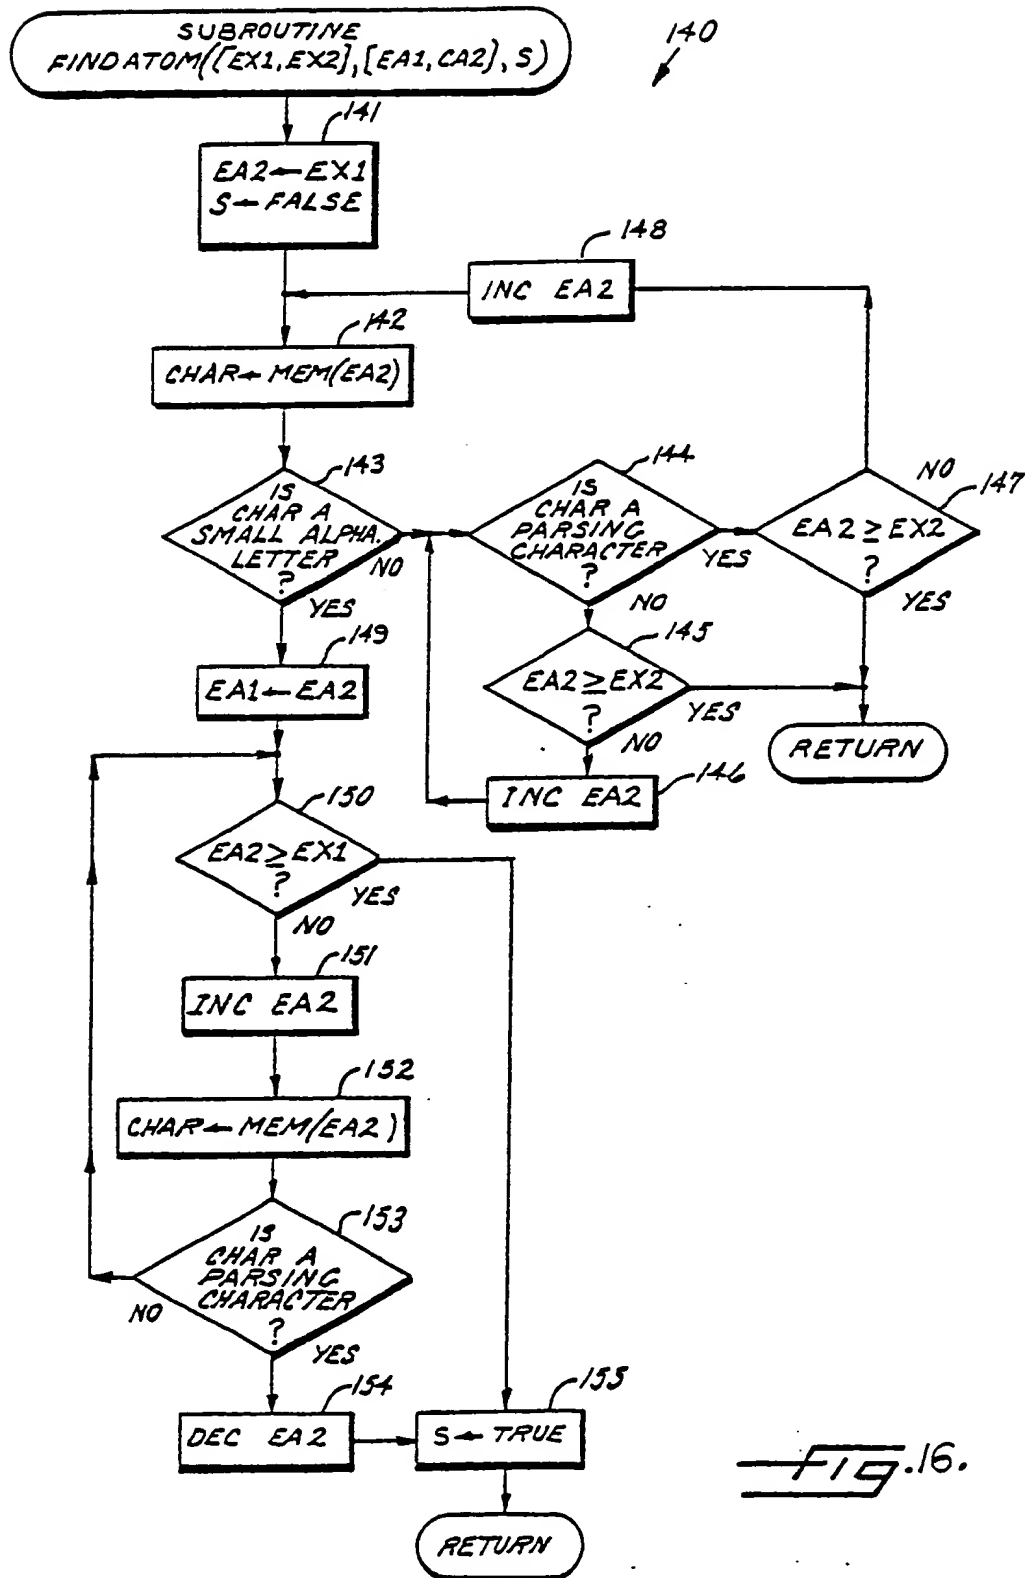 SUBROUTINE
FINDATOM([EX1,EX2],[EA1,CA2],S)
140
141
EA2←EX1
S←FALSE
148
INC EA2
142
CHAR←MEM(EA2)
143
IS
CHAR A
SMALL ALPHA.
LETTER
?
NO
YES
144
IS
CHAR A
PARSING
CHARACTER
?
YES
NO
NO
147
EA2≥EX2
?
YES
145
EA2≥EX2
?
YES
NO
RETURN
146
INC EA2
149
EA1←EA2
150
EA2≥EX1
?
YES
NO
151
INC EA2
152
CHAR←MEM(EA2)
153
IS
CHAR A
PARSING
CHARACTER
?
NO
YES
154
DEC EA2
155
S←TRUE
RETURN
Fig.16.